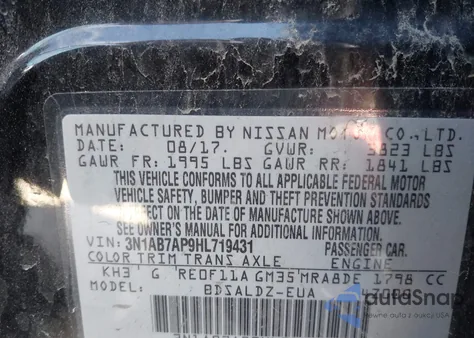 MANUFACTURED BY NISSAN MOTOR CO., LTD.
DATE: 08/17. GVWR: 3823 LBS
GAWR FR: 1995 LBS GAWR RR: 1841 LBS
THIS VEHICLE CONFORMS TO ALL APPLICABLE FEDERAL MOTOR
VEHICLE SAFETY, BUMPER AND THEFT PREVENTION STANDARDS
EFFECT ON THE DATE OF MANUFACTURE SHOWN ABOVE.
SEE OWNER'S MANUAL FOR ADDITIONAL INFORMATION.
VIN: 3N1AB7AP9HL719431 PASSENGER CAR.
COLOR TRIM TRANS AXLE ENGINE
KH3 G RE0F11A GM35 MRA8DE 1798 CC
MODEL: BDSALDZ-EUA
autoSnap